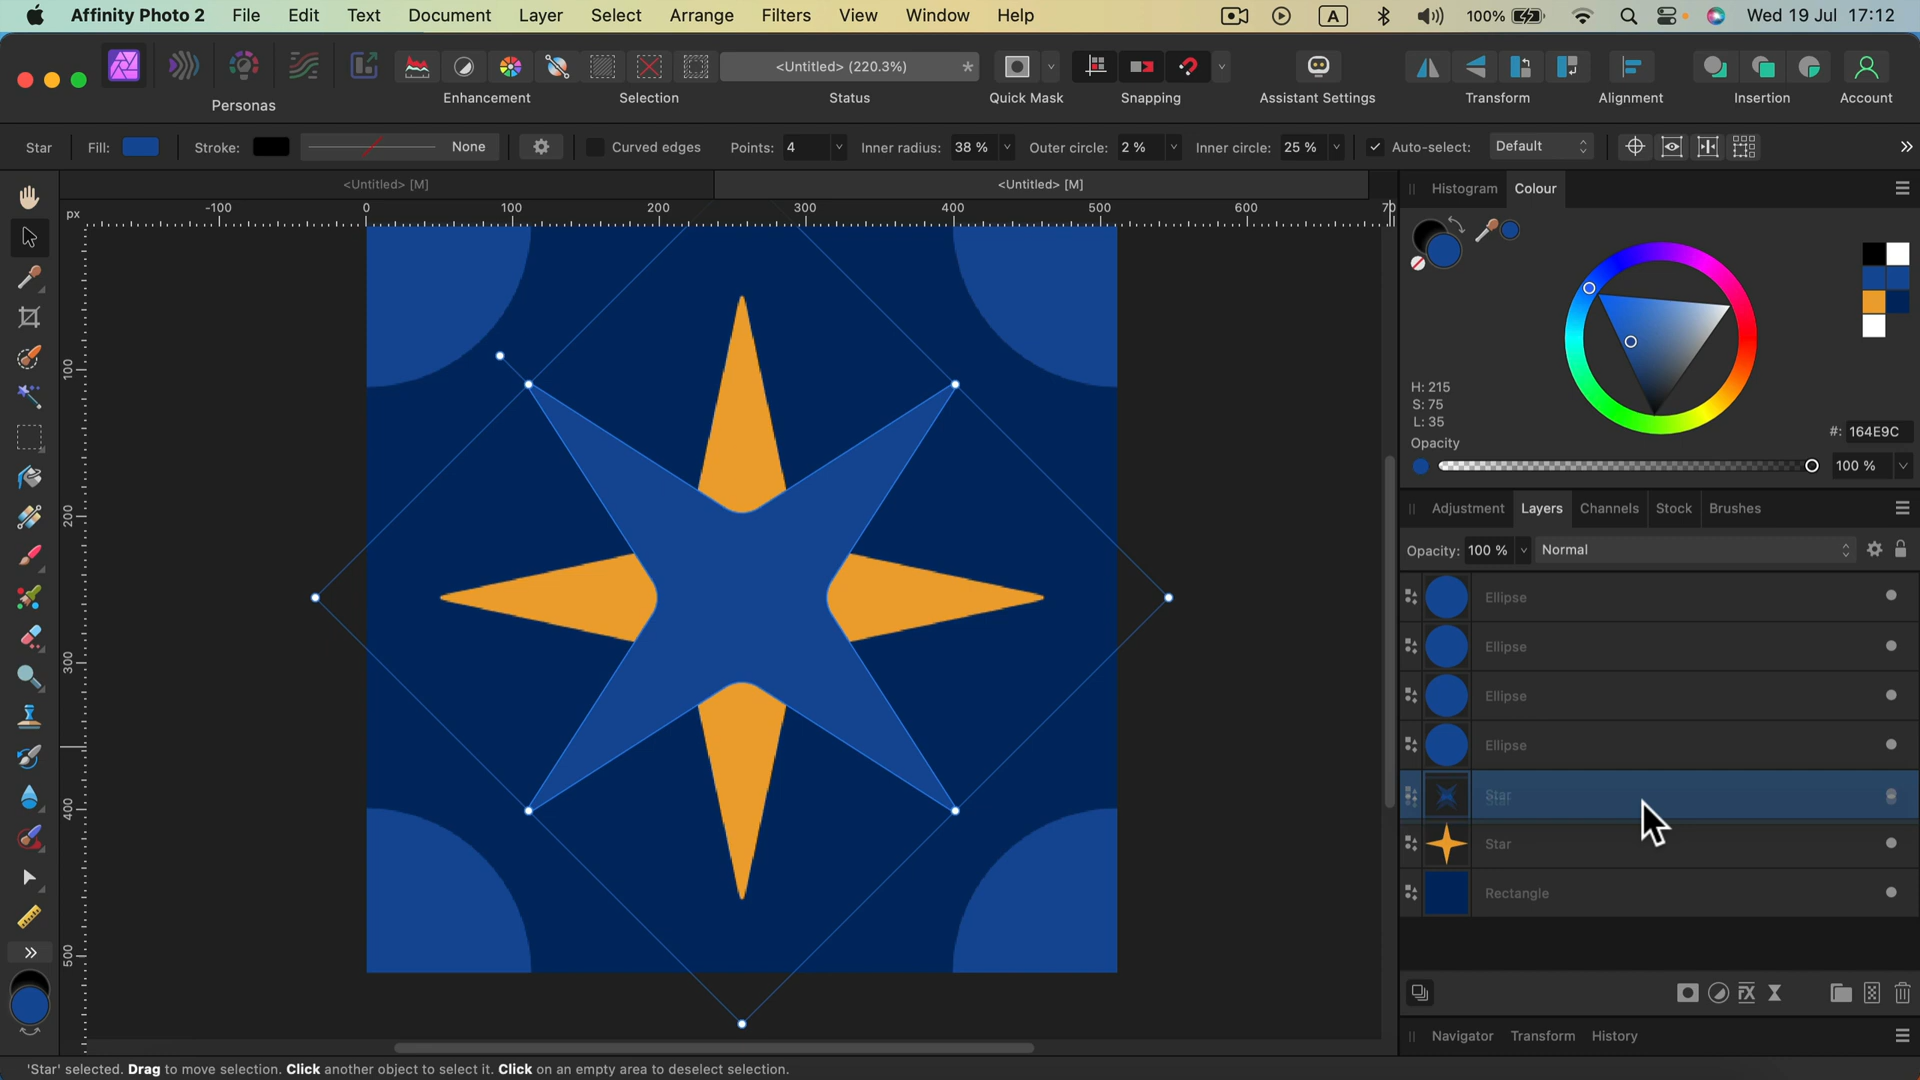 Affinity Photo 2 File Edit Text Document Layer Select Arrange Filters View Window Help A 100% Wed 19 Jul 17:12
<Untitled> (220.3%) *
Personas Enhancement Selection Status Quick Mask Snapping Assistant Settings Transform Alignment Insertion Account
Star Fill: Stroke: None Curved edges Points: 4 Inner radius: 38 % Outer circle: 2 % Inner circle: 25 % Auto-select: Default
<Untitled> [M] <Untitled> [M]
Histogram Colour
px -100 0 100 200 300 400 500 600 70
100
200
300
400
500
H: 215
S: 75
L: 35
#: 164E9C
Opacity
100 %
Adjustment Layers Channels Stock Brushes
Opacity: 100 % Normal
Ellipse
Ellipse
Ellipse
Ellipse
Star
Star
Rectangle
FX
Navigator Transform History
'Star' selected. Drag to move selection. Click another object to select it. Click on an empty area to deselect selection.